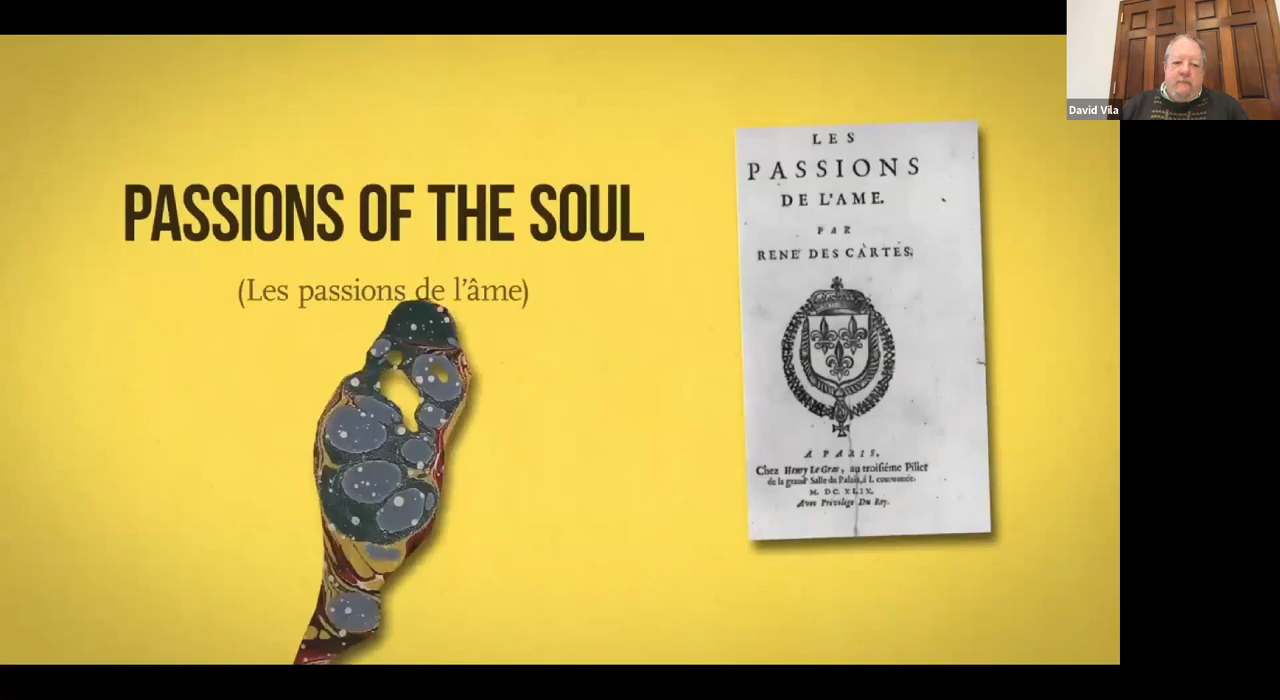 PASSIONS OF THE SOUL
(Les passions de l'âme)
LES
PASSIONS
DE L'AME.
PAR
RENE' DES CARTES.
A PARIS,
Chez Henry Le Gras, au troisiéme Pilier
de la grand' Salle du Palais, à L couronnée.
M. DC. XLIX.
Avec Privilege Du Roy.
David Vila